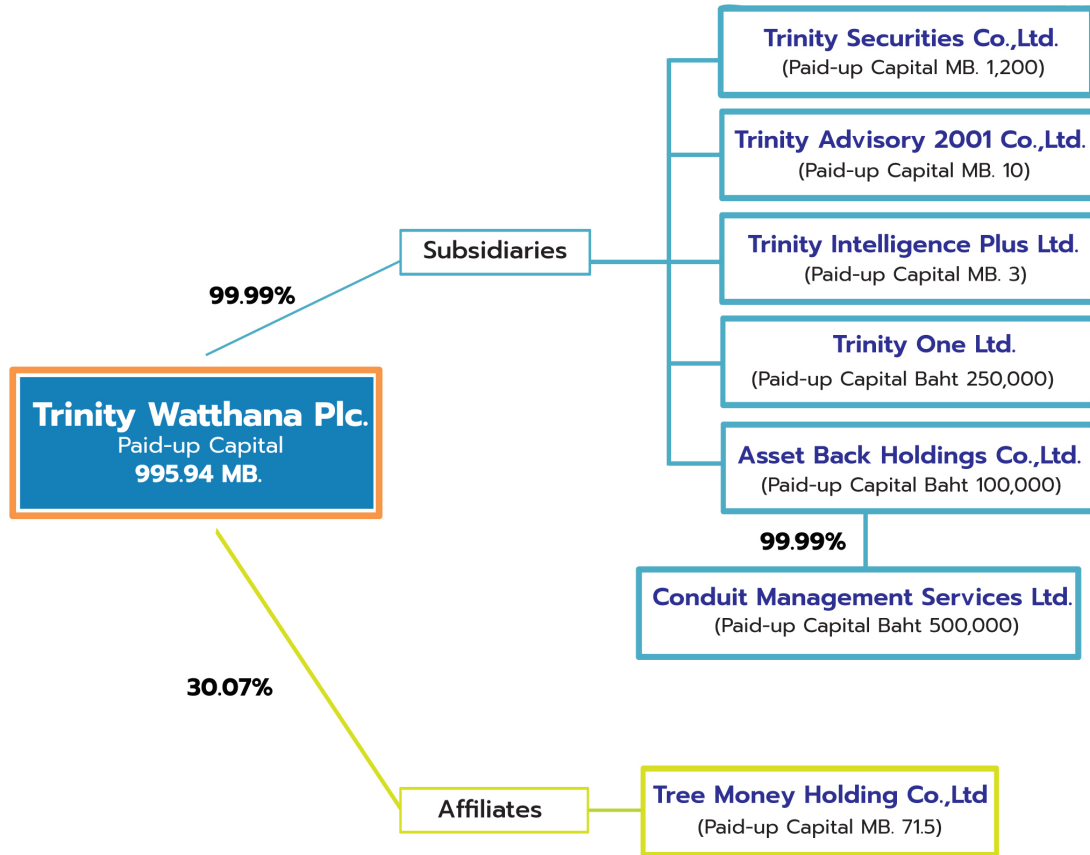 Trinity Securities Co.,Ltd.
(Paid-up Capital MB. 1,200)
Trinity Advisory 2001 Co.,Ltd.
(Paid-up Capital MB. 10)
Subsidiaries
Trinity Intelligence Plus Ltd.
(Paid-up Capital MB. 3)
99.99%
Trinity One Ltd.
(Paid-up Capital Baht 250,000)
Trinity Watthana Plc.
Paid-up Capital
995.94 MB.
Asset Back Holdings Co.,Ltd.
(Paid-up Capital Baht 100,000)
99.99%
Conduit Management Services Ltd.
(Paid-up Capital Baht 500,000)
30.07%
Affiliates
Tree Money Holding Co.,Ltd
(Paid-up Capital MB. 71.5)